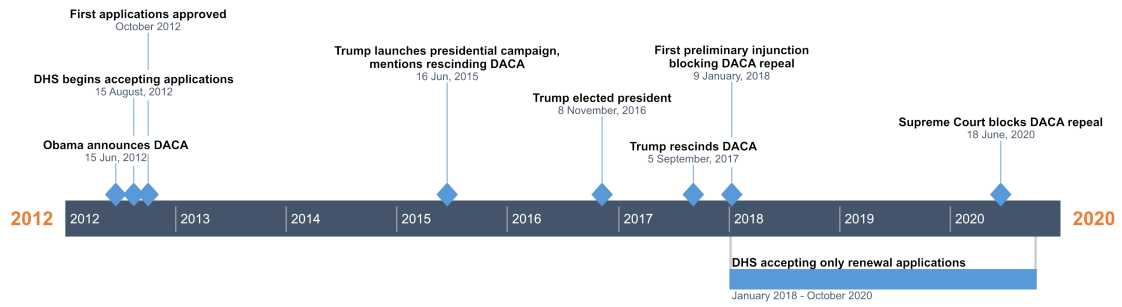 First applications approved
October 2012
DHS begins accepting applications
15 August, 2012
Obama announces DACA
15 Jun, 2012
Trump launches presidential campaign,
mentions rescinding DACA
16 Jun, 2015
Trump elected president
8 November, 2016
First preliminary injunction
blocking DACA repeal
9 January, 2018
Trump rescinds DACA
5 September, 2017
Supreme Court blocks DACA repeal
18 June, 2020
2012 2012 2013 2014 2015 2016 2017 2018 2019 2020 2020
DHS accepting only renewal applications
January 2018 - October 2020